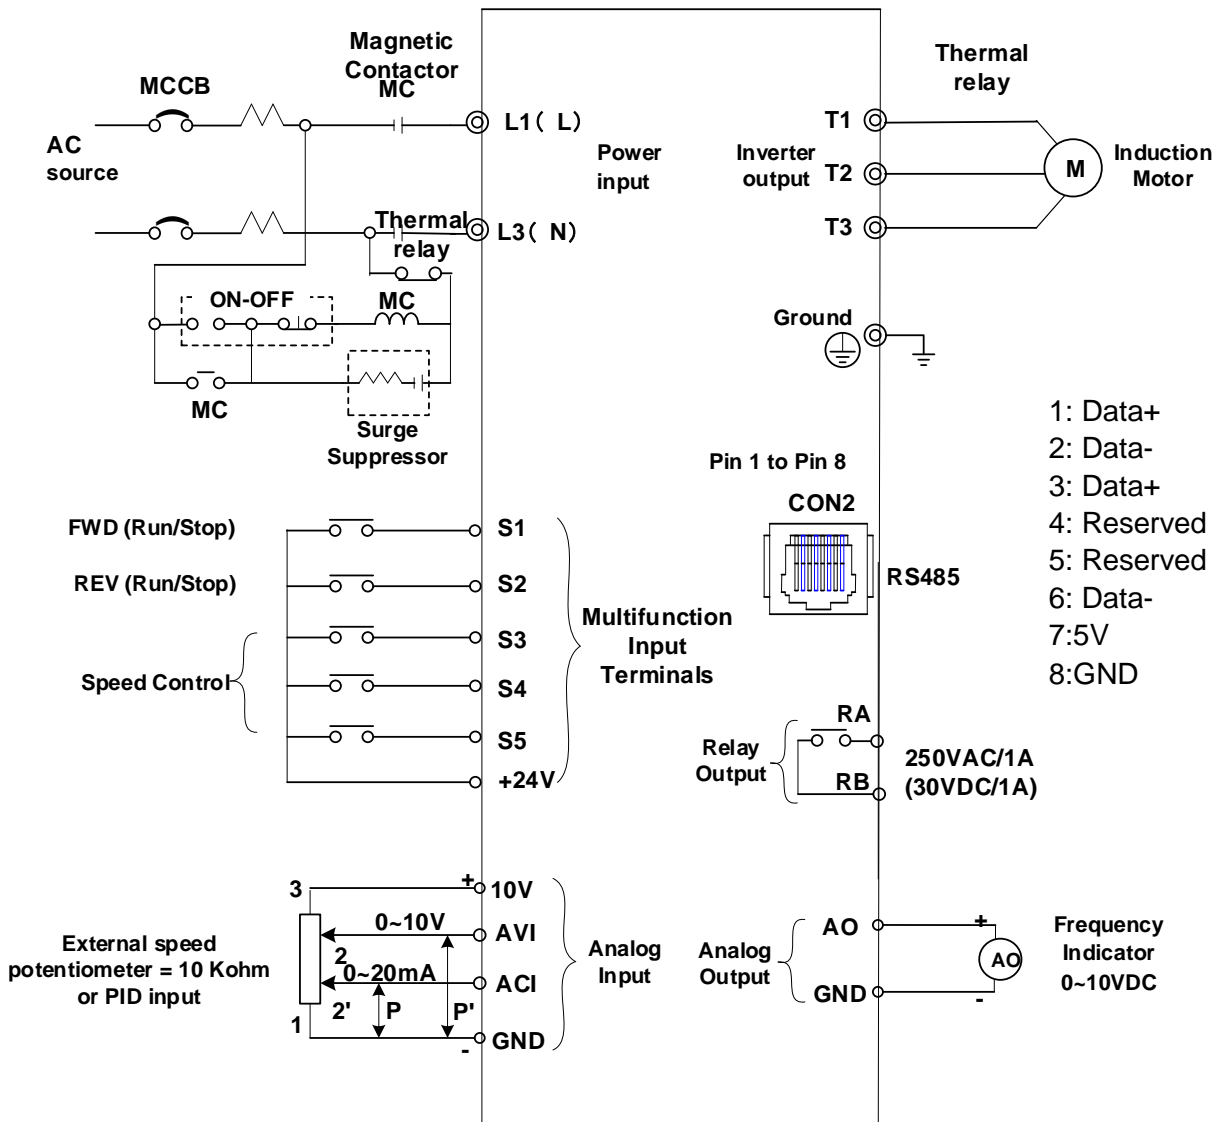 Magnetic
Contactor
MC
MCCB
AC
source
L1( L)
Power
input
Thermal
relay
L3( N)
ON-OFF
MC
MC
Surge
Suppressor
Thermal
relay
T1
Inverter
output
T2
T3
M
Induction
Motor
Ground
Pin 1 to Pin 8
CON2
RS485
1: Data+
2: Data-
3: Data+
4: Reserved
5: Reserved
6: Data-
7:5V
8:GND
FWD (Run/Stop)
S1
REV (Run/Stop)
S2
S3
Speed Control
S4
S5
+24V
Multifunction
Input
Terminals
Relay
Output
RA
RB
250VAC/1A
(30VDC/1A)
3
+
10V
0~10V
AVI
2
0~20mA
ACI
2'
P
P'
1
-
GND
External speed
potentiometer = 10 Kohm
or PID input
Analog
Input
Analog
Output
AO
GND
+
AO
-
Frequency
Indicator
0~10VDC